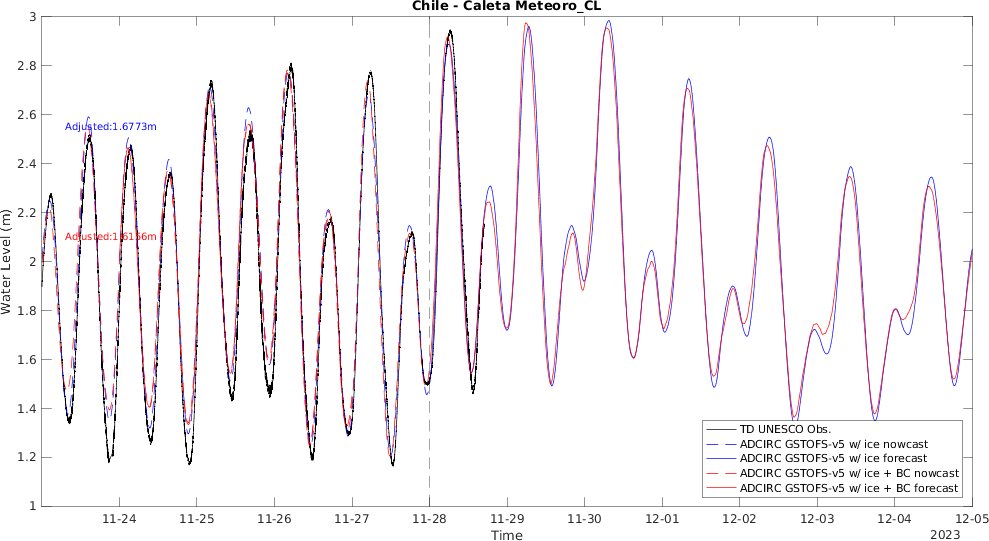 Chile - Caleta Meteoro_CL
Water Level (m)
3
2.8
2.6
2.4
2.2
2
1.8
1.6
1.4
1.2
1
Adjusted:1.6773m
Adjusted:1.6166m
TD UNESCO Obs.
ADCIRC GSTOFS-v5 w/ ice nowcast
ADCIRC GSTOFS-v5 w/ ice forecast
ADCIRC GSTOFS-v5 w/ ice + BC nowcast
ADCIRC GSTOFS-v5 w/ ice + BC forecast
11-24 11-25 11-26 11-27 11-28 11-29 11-30 12-01 12-02 12-03 12-04 12-05
Time
2023